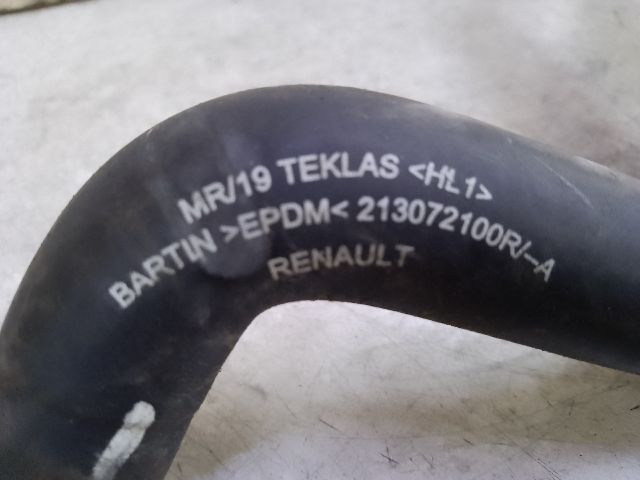 MR/19 TEKLAS <HL1>
BARTIN >EPDM< 213072100R/--A
RENAULT